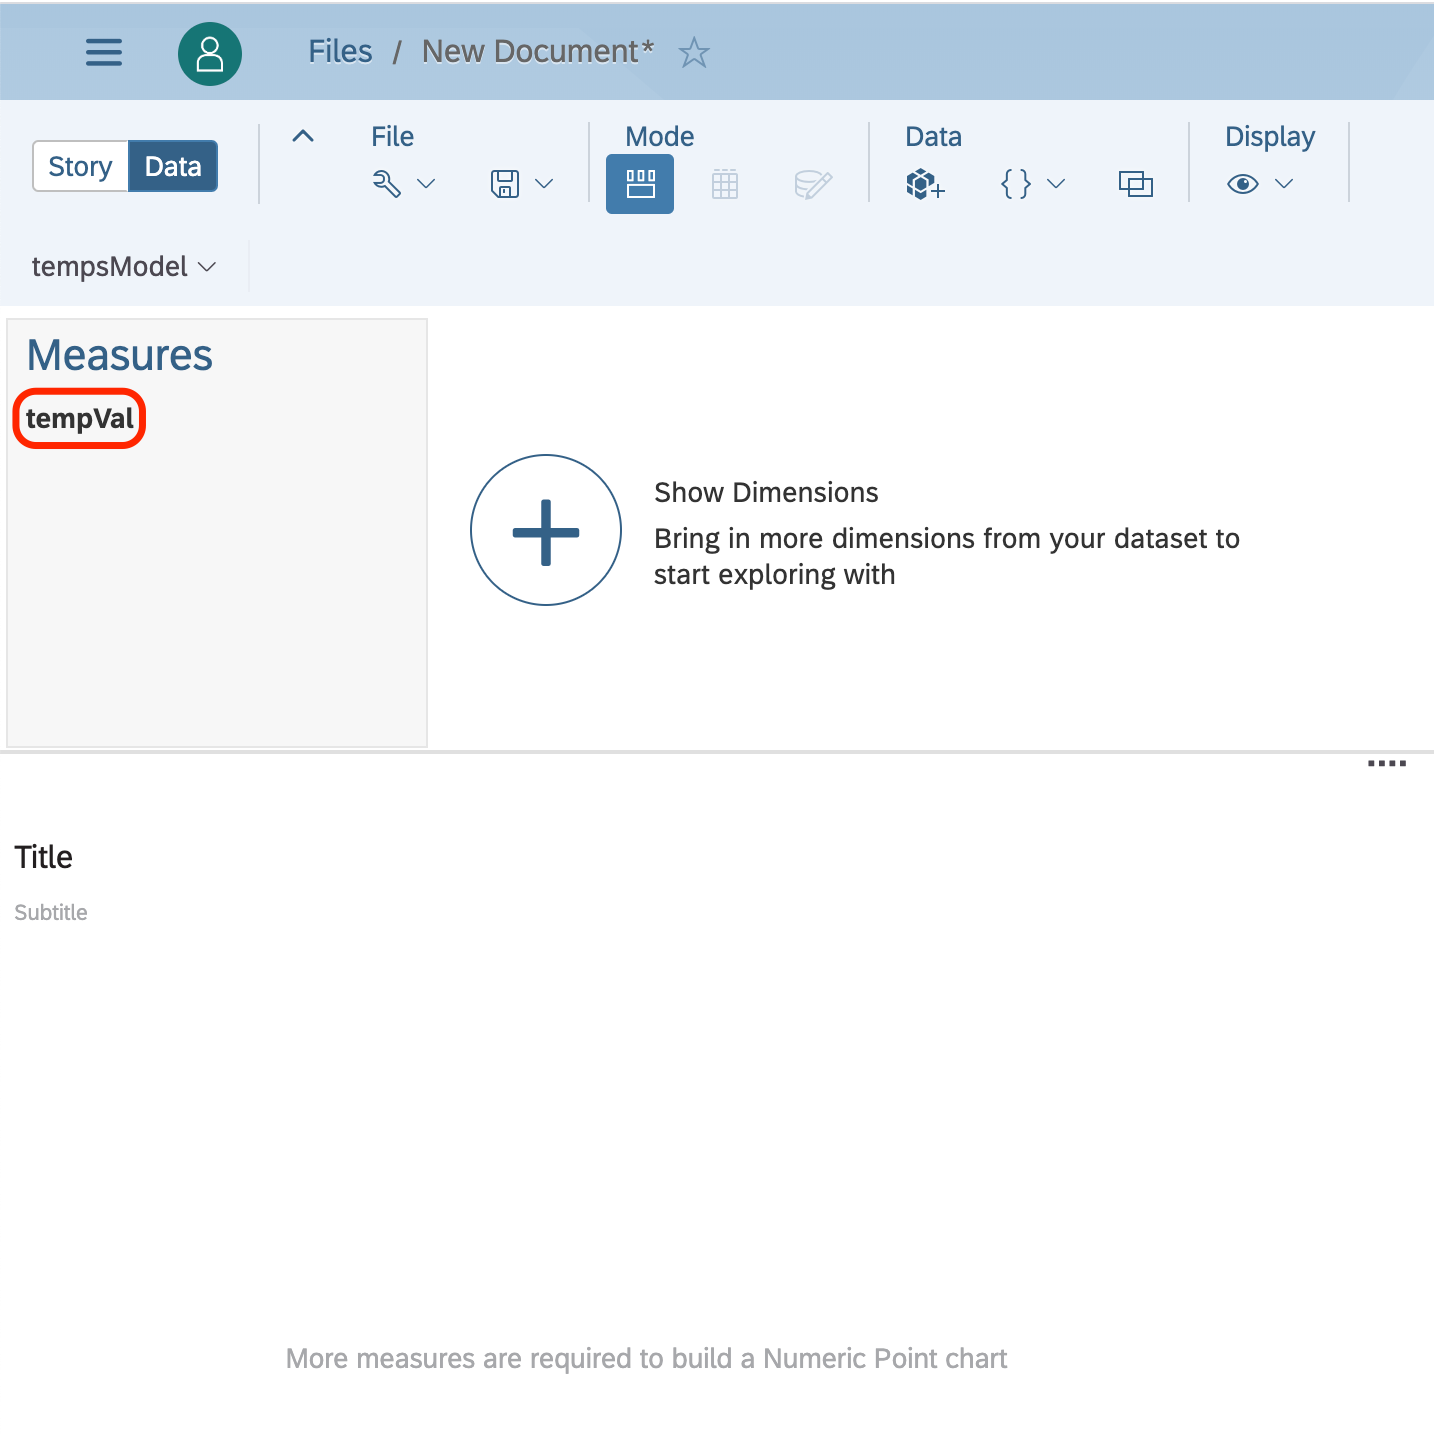 Files / New Document*
File
Mode
Data
Display
Story
Data
tempsModel
Measures
tempVal
Show Dimensions
Bring in more dimensions from your dataset to
start exploring with
Title
Subtitle
More measures are required to build a Numeric Point chart